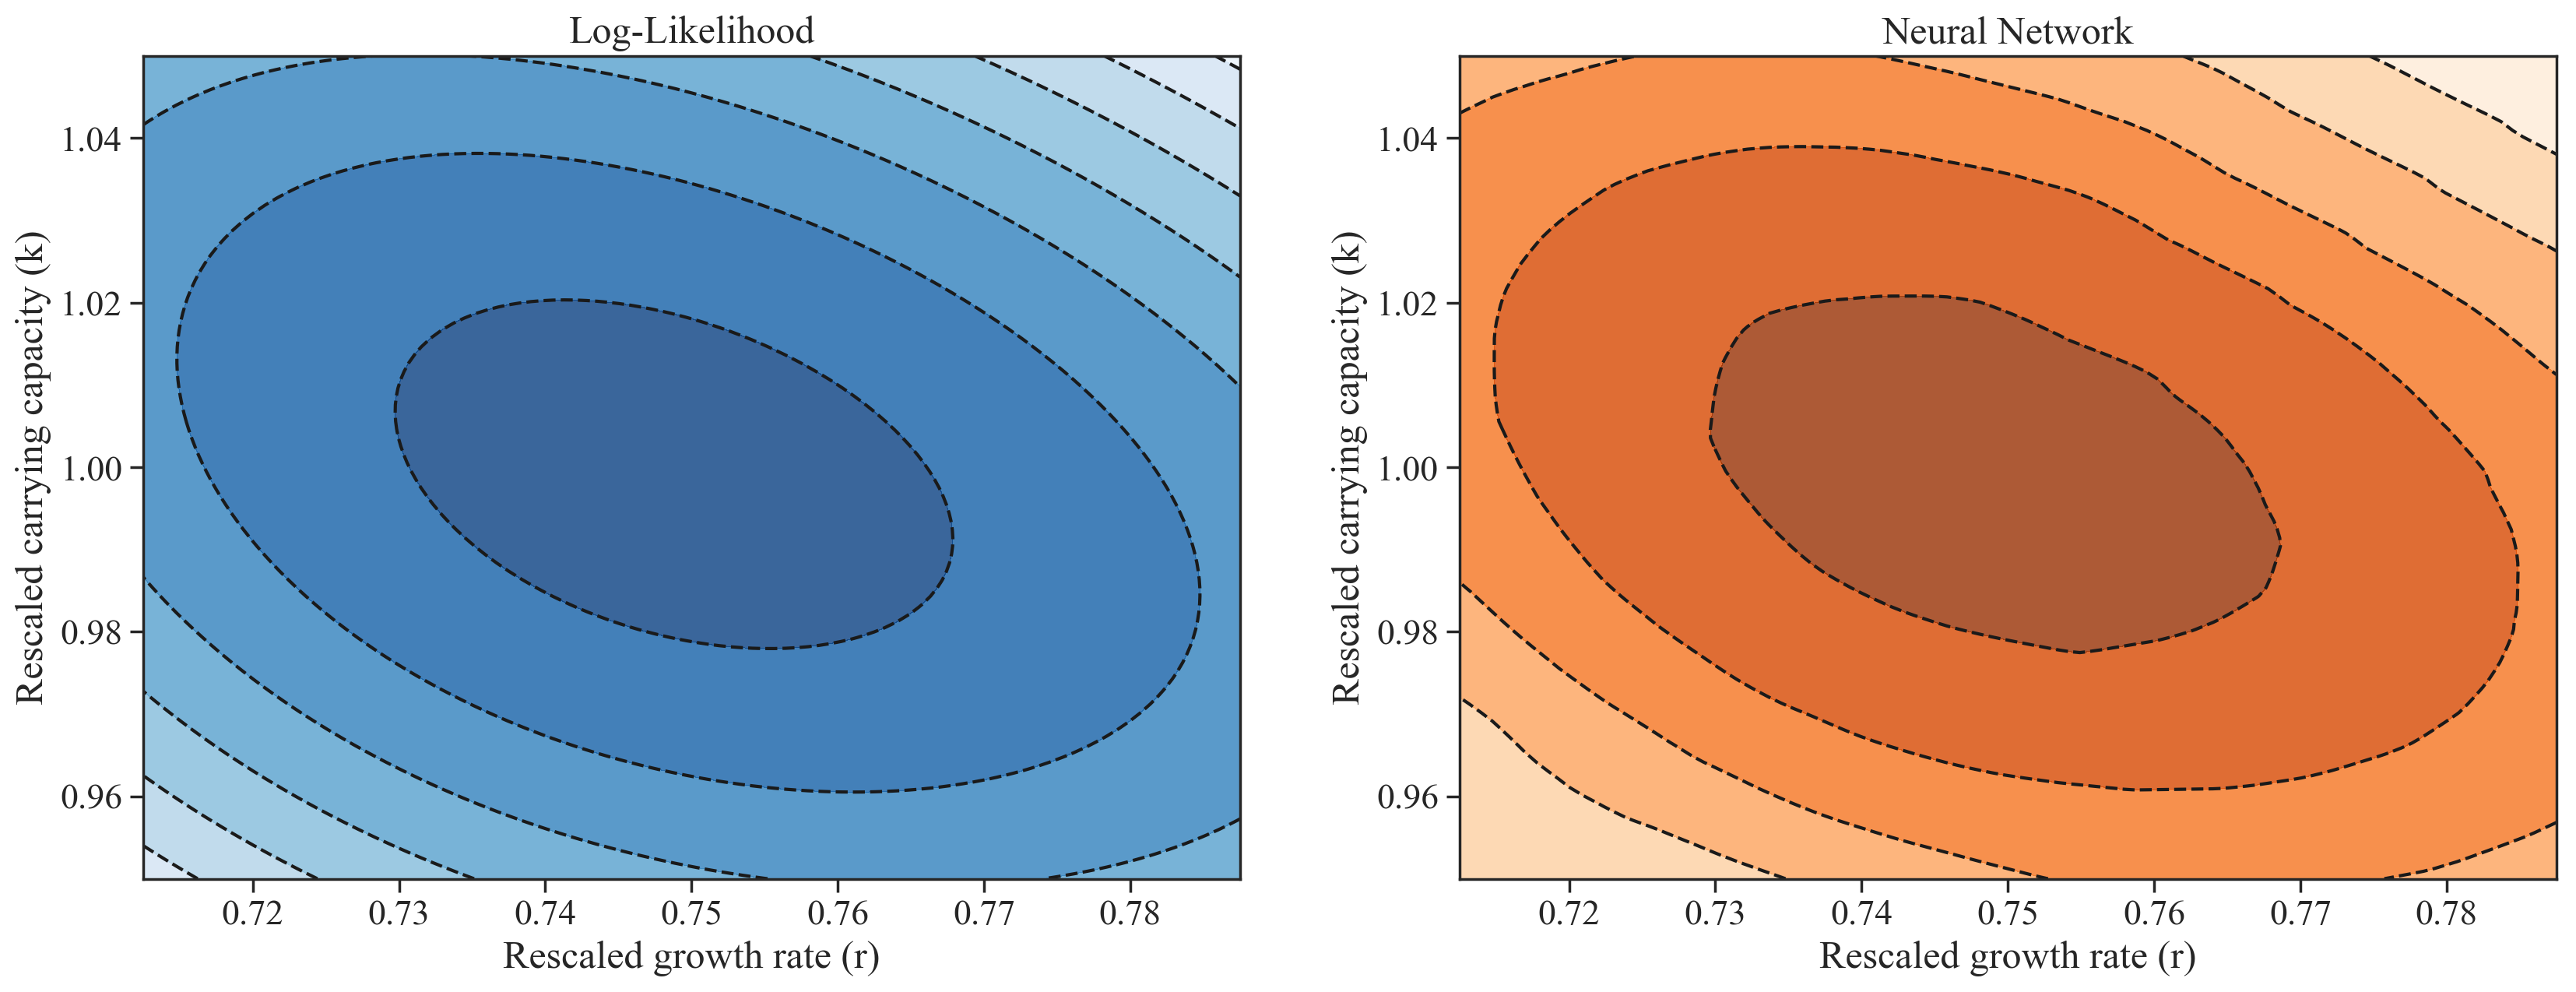 Log-Likelihood
Rescaled carrying capacity (k)
1.04
1.02
1.00
0.98
0.96
0.72 0.73 0.74 0.75 0.76 0.77 0.78
Rescaled growth rate (r)
Neural Network
Rescaled carrying capacity (k)
1.04
1.02
1.00
0.98
0.96
0.72 0.73 0.74 0.75 0.76 0.77 0.78
Rescaled growth rate (r)